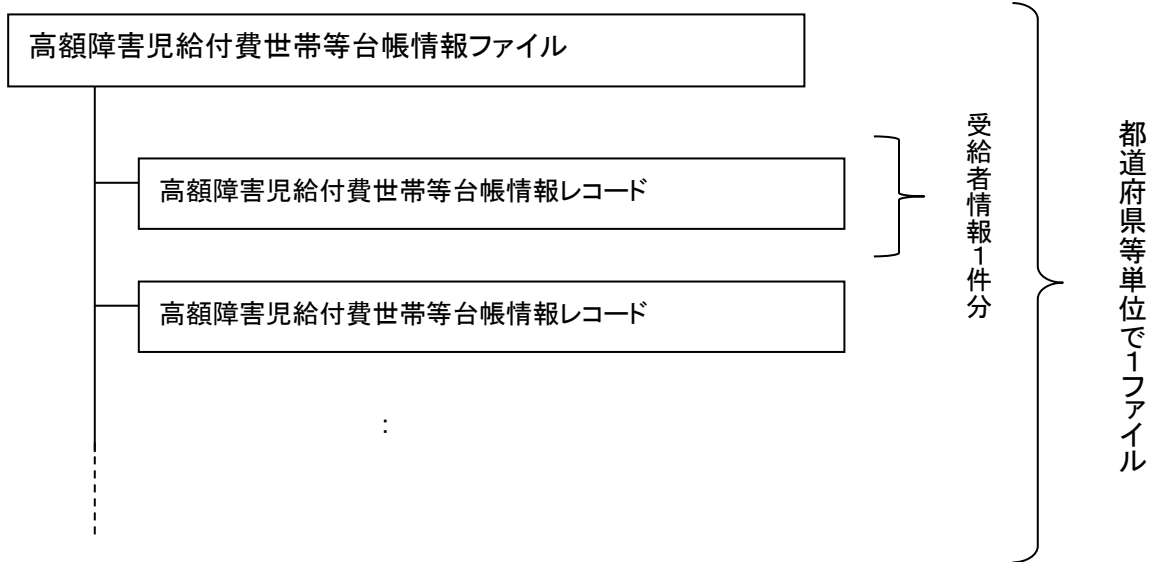 高額障害児給付費世帯等台帳情報ファイル
高額障害児給付費世帯等台帳情報レコード
受給者情報1件分
高額障害児給付費世帯等台帳情報レコード
:
都道府県等単位で1ファイル